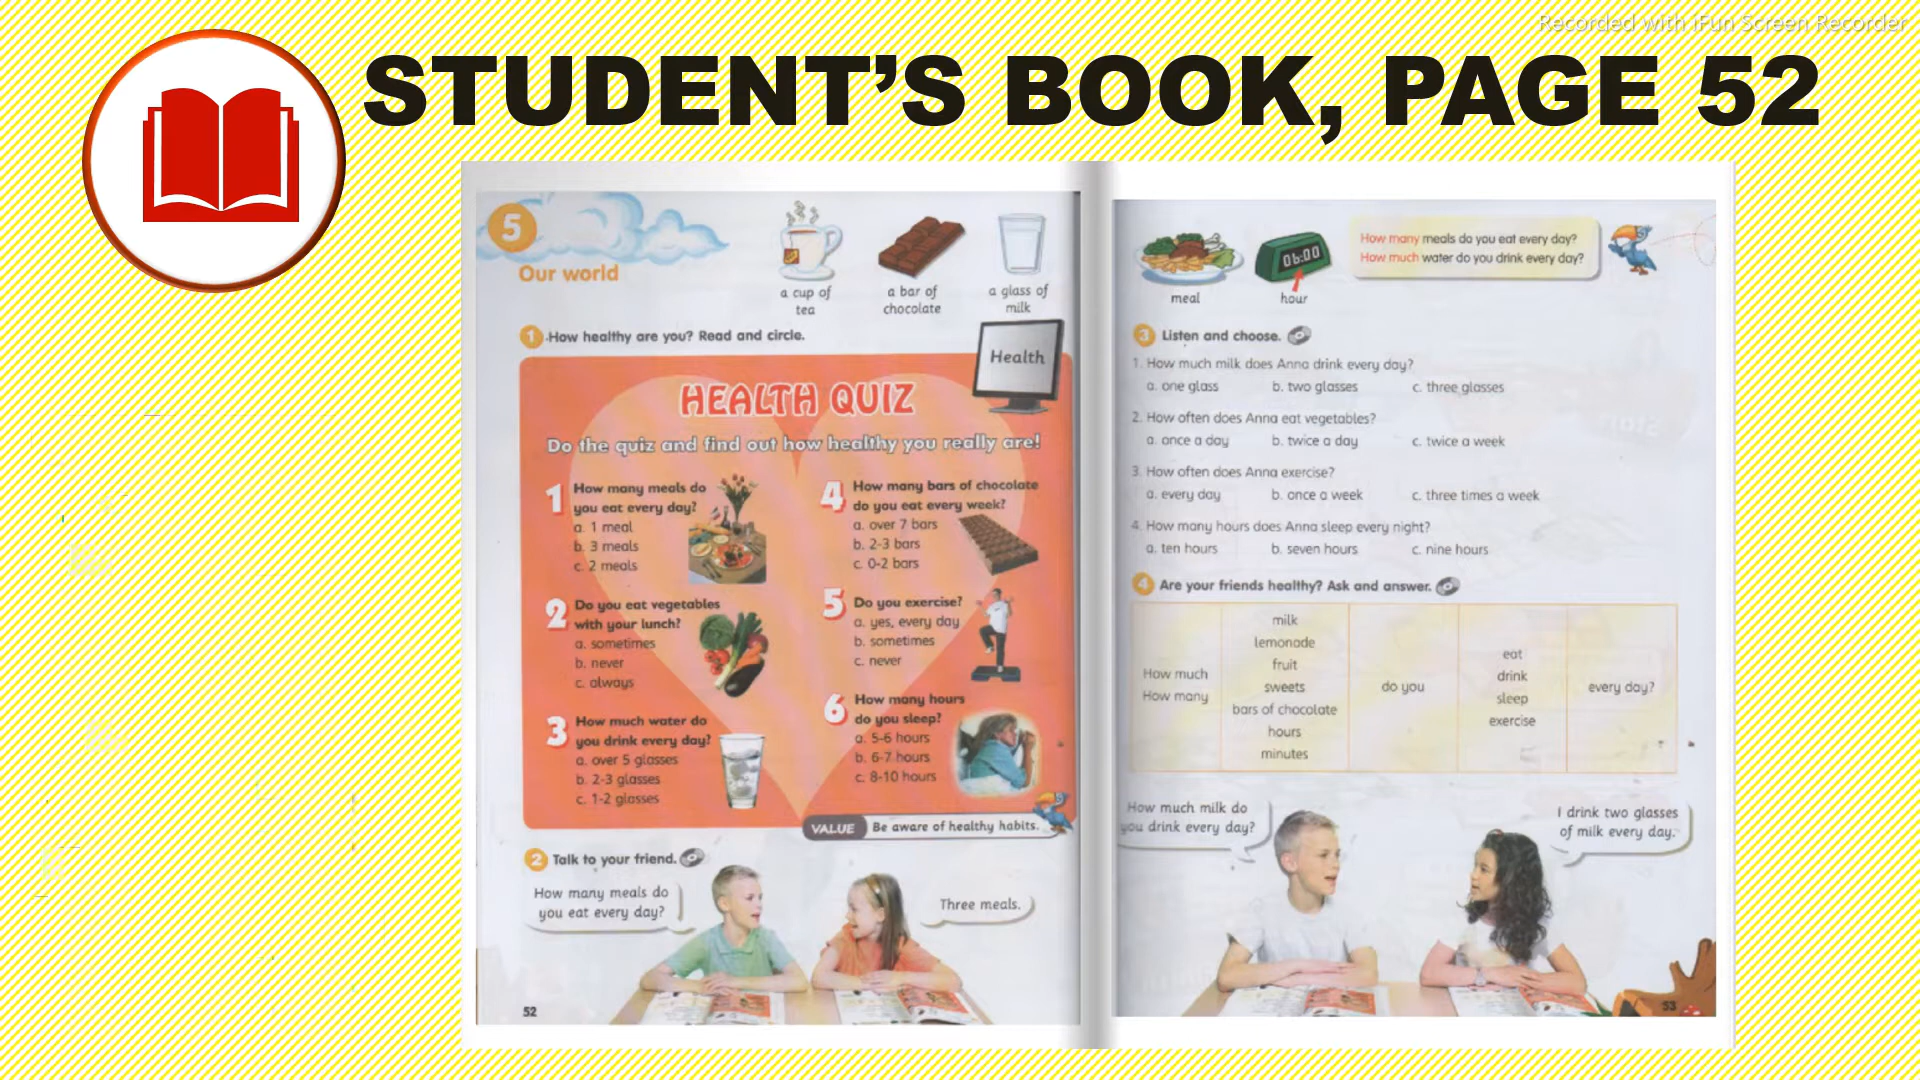 Recorded with iFun Screen Recorder
STUDENT'S BOOK, PAGE 52
5
Our world
a cup of
tea
a bar of
chocolate
a glass of
milk
1 How healthy are you? Read and circle.
Health
HEALTH QUIZ
Do the quiz and find out how healthy you really are!
1 How many meals do
you eat every day?
a. 1 meal
b. 3 meals
c. 2 meals
2 Do you eat vegetables
with your lunch?
a. sometimes
b. never
c. always
3 How much water do
you drink every day?
a. over 5 glasses
b. 2-3 glasses
c. 1-2 glasses
4 How many bars of chocolate
do you eat every week?
a. over 7 bars
b. 2-3 bars
c. 0-2 bars
5 Do you exercise?
a. yes, every day
b. sometimes
c. never
6 How many hours
do you sleep?
a. 5-6 hours
b. 6-7 hours
c. 8-10 hours
VALUE Be aware of healthy habits.
2 Talk to your friend.
How many meals do
you eat every day?
Three meals.
52
meal
06:00
hour
How many meals do you eat every day?
How much water do you drink every day?
3 Listen and choose.
1. How much milk does Anna drink every day?
a. one glass b. two glasses c. three glasses
2. How often does Anna eat vegetables?
a. once a day b. twice a day c. twice a week
3. How often does Anna exercise?
a. every day b. once a week c. three times a week
4. How many hours does Anna sleep every night?
a. ten hours b. seven hours c. nine hours
4 Are your friends healthy? Ask and answer.
How much
How many
milk
lemonade
fruit
sweets
bars of chocolate
hours
minutes
do you
eat
drink
sleep
exercise
every day?
How much milk do
you drink every day?
I drink two glasses
of milk every day.
53